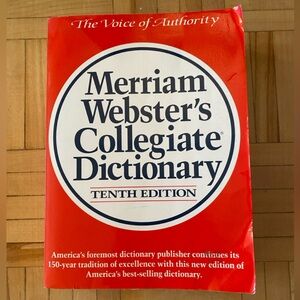 The Voice of Authority
Merriam
Webster's
Collegiate®
Dictionary
TENTH EDITION
America's foremost dictionary publisher continues its
150-year tradition of excellence with this new edition of
America's best-selling dictionary.